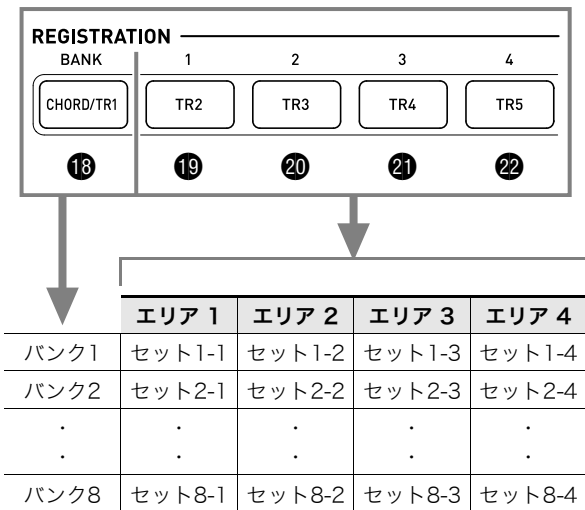 REGISTRATION
BANK 1 2 3 4
CHORD/TR1 TR2 TR3 TR4 TR5
⓲ ⓳ ⓴ ㉑ ㉒
エリア 1 エリア 2 エリア 3 エリア 4
バンク1 セット1-1 セット1-2 セット1-3 セット1-4
バンク2 セット2-1 セット2-2 セット2-3 セット2-4
· · · · ·
· · · · ·
バンク8 セット8-1 セット8-2 セット8-3 セット8-4